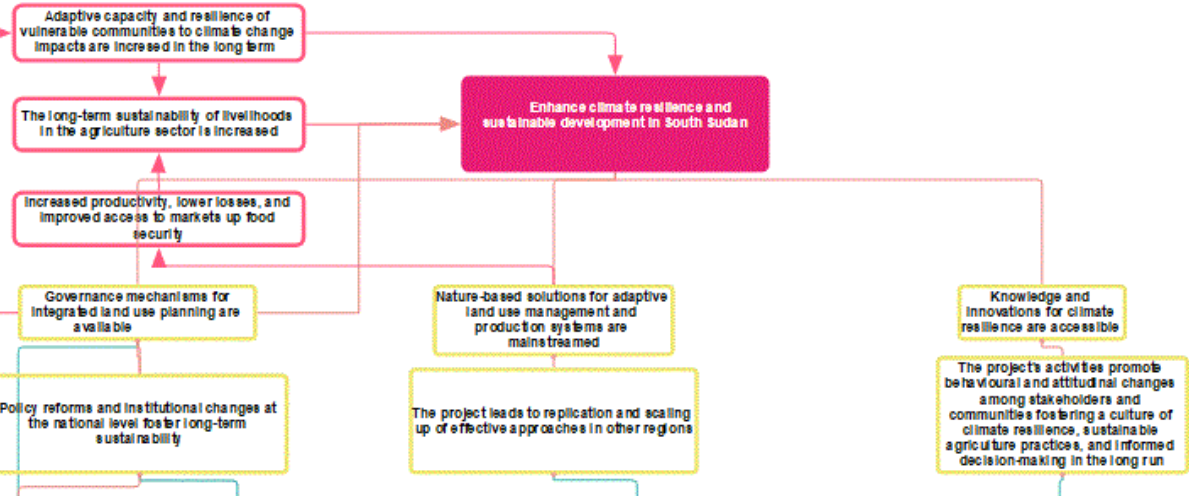 Adaptive capacity and resilience of
vulnerable communities to climate change
impacts are incresed in the long term
The long-term sustainability of livelihoods
in the agriculture sector is increased
Enhance climate resilience and
sustainable development in South Sudan
Increased productivity, lower losses, and
improved access to markets up food
security
Governance mechanisms for
integrated land use planning are
available
Nature-based solutions for adaptive
land use management and
production systems are
mainstreamed
Knowledge and
innovations for climate
resilience are accessible
Policy reforms and institutional changes at
the national level foster long-term
sustainability
The project leads to replication and scaling
up of effective approaches in other regions
The project's activities promote
behavioural and attitudinal changes
among stakeholders and
communities fostering a culture of
climate resilience, sustainable
agriculture practices, and informed
decision-making in the long run